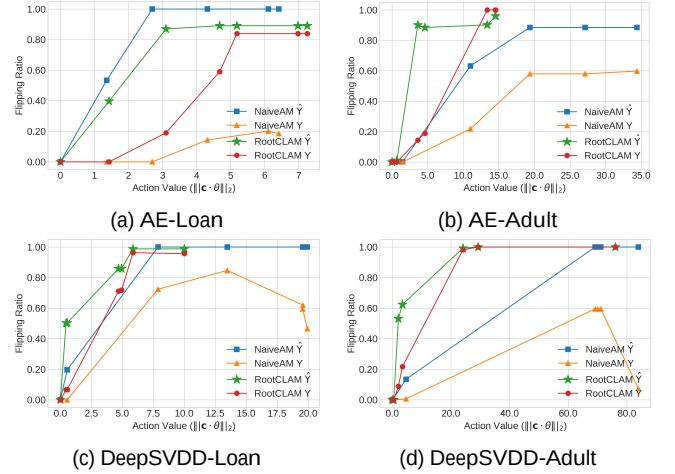 1.00
0.80
0.60
0.40
0.20
0.00
Flipping Ratio
NaiveAM Ŷ
NaiveAM Y
RootCLAM Ŷ
RootCLAM Y
0 1 2 3 4 5 6 7
Action Value (‖‖c · θ‖‖₂)
(a) AE-Loan
1.00
0.80
0.60
0.40
0.20
0.00
Flipping Ratio
NaiveAM Ŷ
NaiveAM Y
RootCLAM Ŷ
RootCLAM Y
0.0 5.0 10.0 15.0 20.0 25.0 30.0 35.0
Action Value (‖‖c · θ‖‖₂)
(b) AE-Adult
1.00
0.80
0.60
0.40
0.20
0.00
Flipping Ratio
NaiveAM Ŷ
NaiveAM Y
RootCLAM Ŷ
RootCLAM Y
0.0 2.5 5.0 7.5 10.0 12.5 15.0 17.5 20.0
Action Value (‖‖c · θ‖‖₂)
(c) DeepSVDD-Loan
1.00
0.80
0.60
0.40
0.20
0.00
Flipping Ratio
NaiveAM Ŷ
NaiveAM Y
RootCLAM Ŷ
RootCLAM Y
0.0 20.0 40.0 60.0 80.0
Action Value (‖‖c · θ‖‖₂)
(d) DeepSVDD-Adult